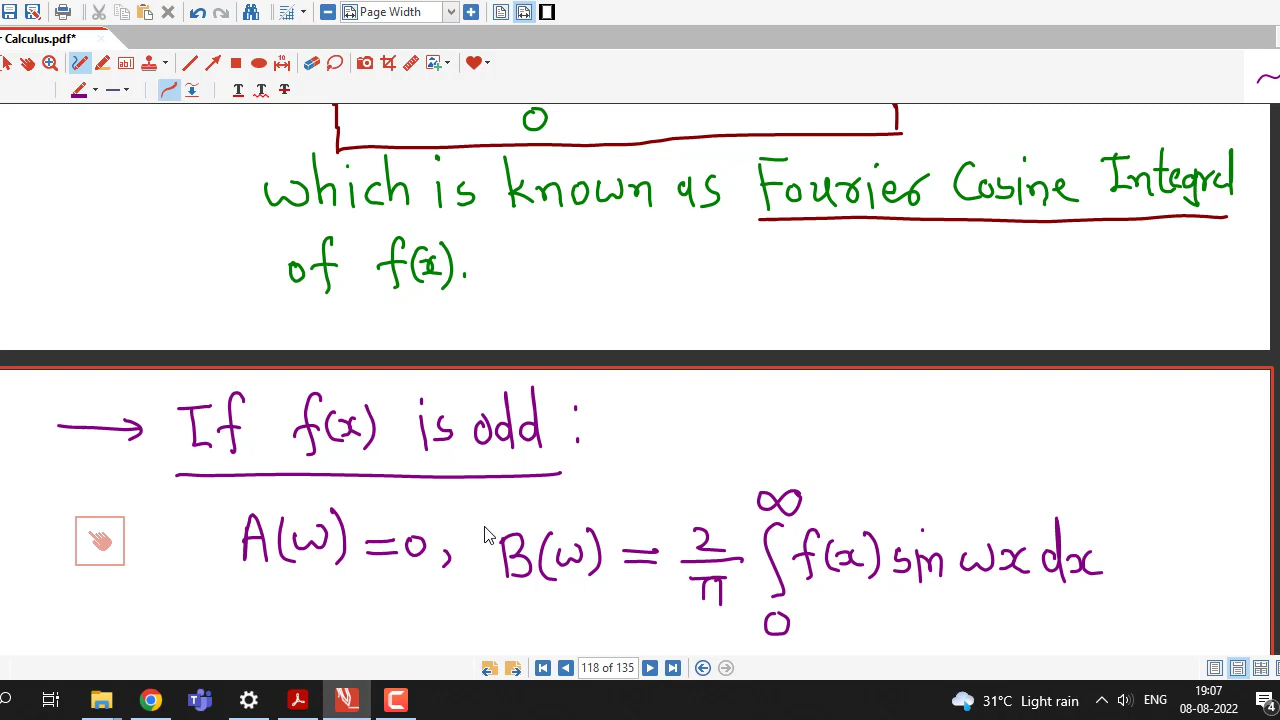 Page Width
Calculus.pdf*
0
which is known as Fourier Cosine Integral
of f(x).
→ If f(x) is odd :
A(ω) = 0, B(ω) = 2/π ∫₀^∞ f(x) sin ωx dx
118 of 135
31°C Light rain
ENG
19:07
08-08-2022
4